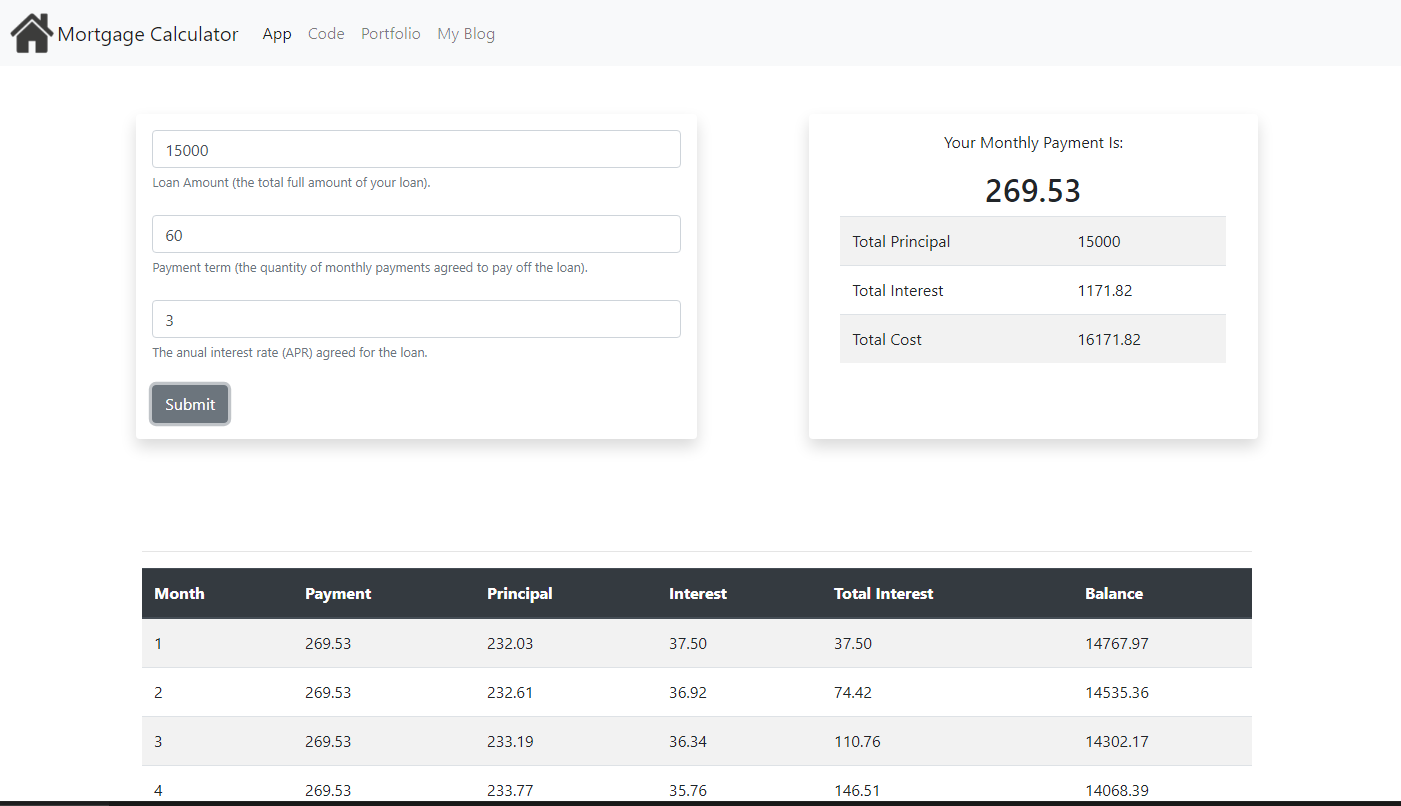 Mortgage Calculator App Code Portfolio My Blog
15000
Loan Amount (the total full amount of your loan).
60
Payment term (the quantity of monthly payments agreed to pay off the loan).
3
The anual interest rate (APR) agreed for the loan.
Submit
Your Monthly Payment Is:
269.53
Total Principal 15000
Total Interest 1171.82
Total Cost 16171.82
Month Payment Principal Interest Total Interest Balance
1 269.53 232.03 37.50 37.50 14767.97
2 269.53 232.61 36.92 74.42 14535.36
3 269.53 233.19 36.34 110.76 14302.17
4 269.53 233.77 35.76 146.51 14068.39